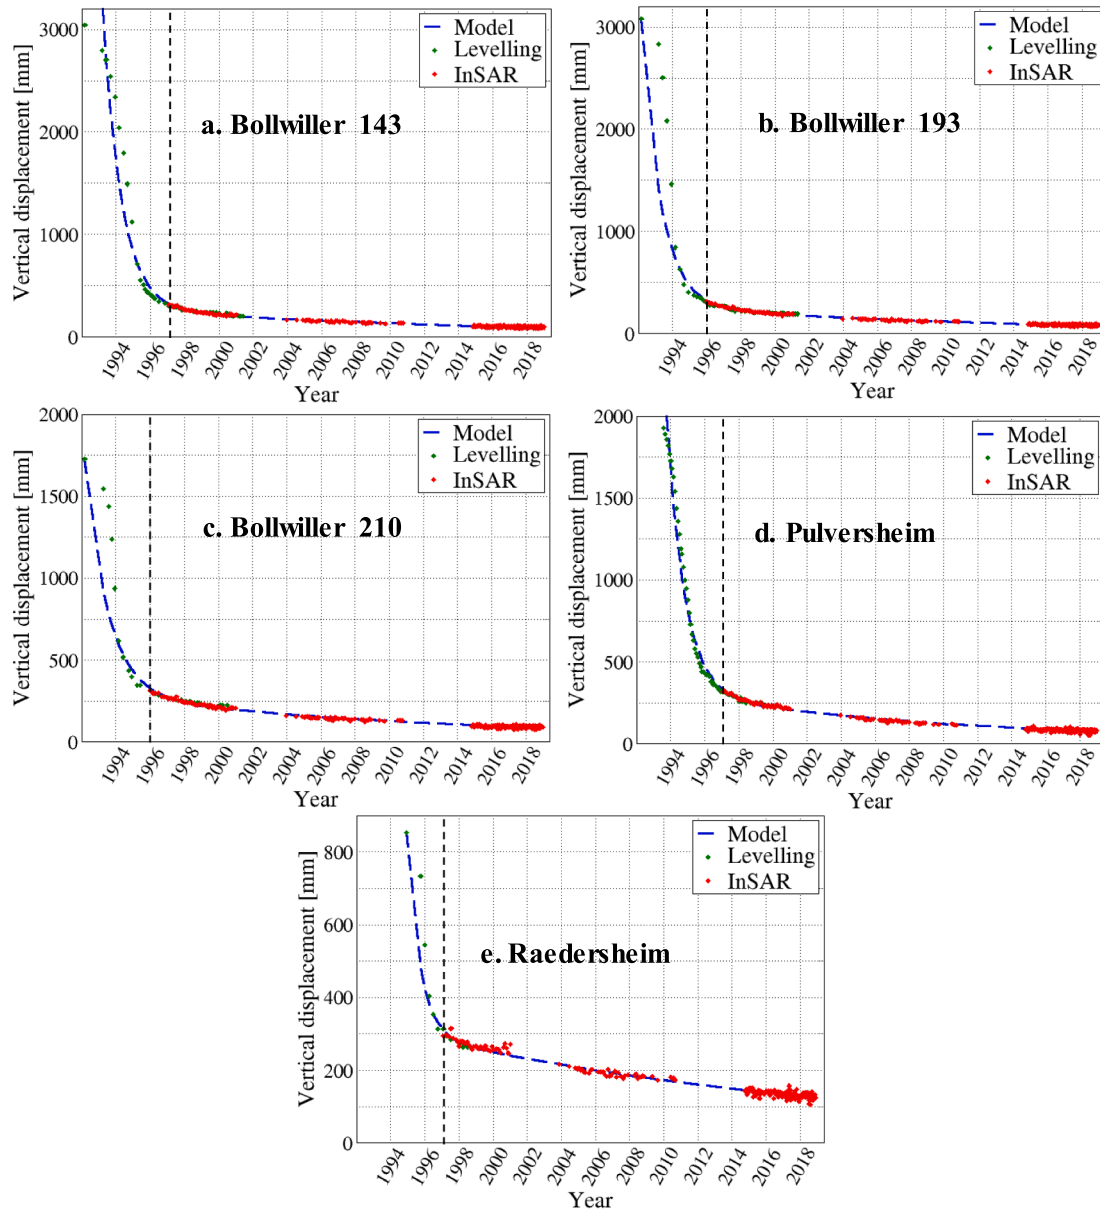 3000
2000
1000
0
Vertical displacement [mm]
Model
Levelling
InSAR
a. Bollwiller 143
1994
1996
1998
2000
2002
2004
2006
2008
2010
2012
2014
2016
2018
Year
3000
2000
1000
0
Vertical displacement [mm]
Model
Levelling
InSAR
b. Bollwiller 193
1994
1996
1998
2000
2002
2004
2006
2008
2010
2012
2014
2016
2018
Year
2000
1500
1000
500
0
Vertical displacement [mm]
Model
Levelling
InSAR
c. Bollwiller 210
1994
1996
1998
2000
2002
2004
2006
2008
2010
2012
2014
2016
2018
Year
2000
1500
1000
500
0
Vertical displacement [mm]
Model
Levelling
InSAR
d. Pulversheim
1994
1996
1998
2000
2002
2004
2006
2008
2010
2012
2014
2016
2018
Year
800
600
400
200
0
Vertical displacement [mm]
Model
Levelling
InSAR
e. Raedersheim
1994
1996
1998
2000
2002
2004
2006
2008
2010
2012
2014
2016
2018
Year